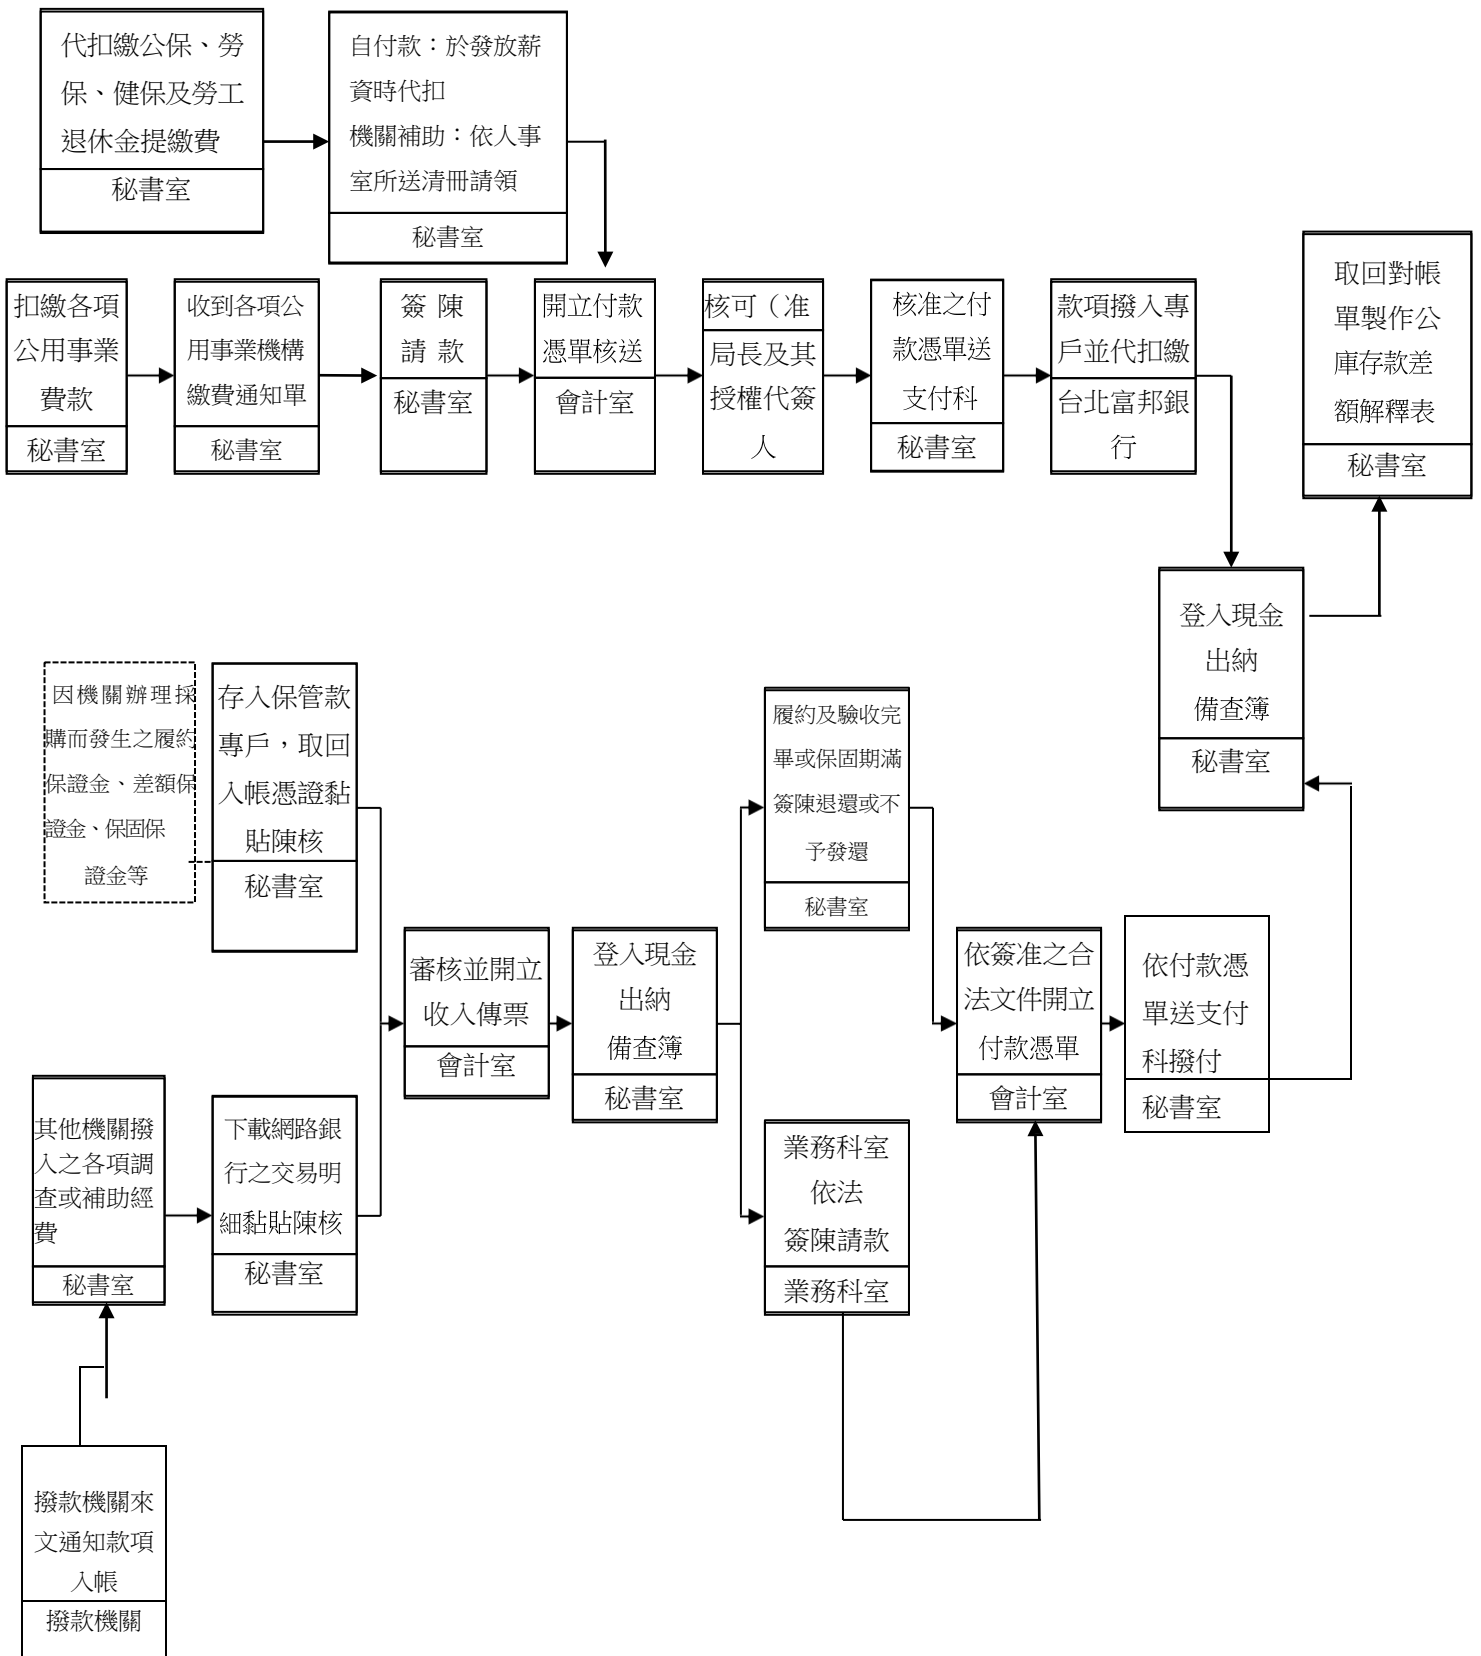 代扣繳公保、勞
保、健保及勞工
退休金提繳費
秘書室
自付款：於發放薪
資時代扣
機關補助：依人事
室所送清冊請領
秘書室
扣繳各項
公用事業
費款
秘書室
收到各項公
用事業機構
繳費通知單
秘書室
簽 陳
請 款
秘書室
開立付款
憑單核送
會計室
核可（准
局長及其
授權代簽
人
核准之付
款憑單送
支付科
秘書室
款項撥入專
戶並代扣繳
台北富邦銀
行
取回對帳
單製作公
庫存款差
額解釋表
秘書室
登入現金
出納
備查簿
秘書室
因機關辦理採
購而發生之履約
保證金、差額保
證金、保固保
證金等
存入保管款
專戶，取回
入帳憑證黏
貼陳核
秘書室
其他機關撥
入之各項調
查或補助經
費
秘書室
下載網路銀
行之交易明
細黏貼陳核
秘書室
審核並開立
收入傳票
會計室
登入現金
出納
備查簿
秘書室
履約及驗收完
畢或保固期滿
簽陳退還或不
予發還
秘書室
業務科室
依法
簽陳請款
業務科室
依簽准之合
法文件開立
付款憑單
會計室
依付款憑
單送支付
科撥付
秘書室
撥款機關來
文通知款項
入帳
撥款機關